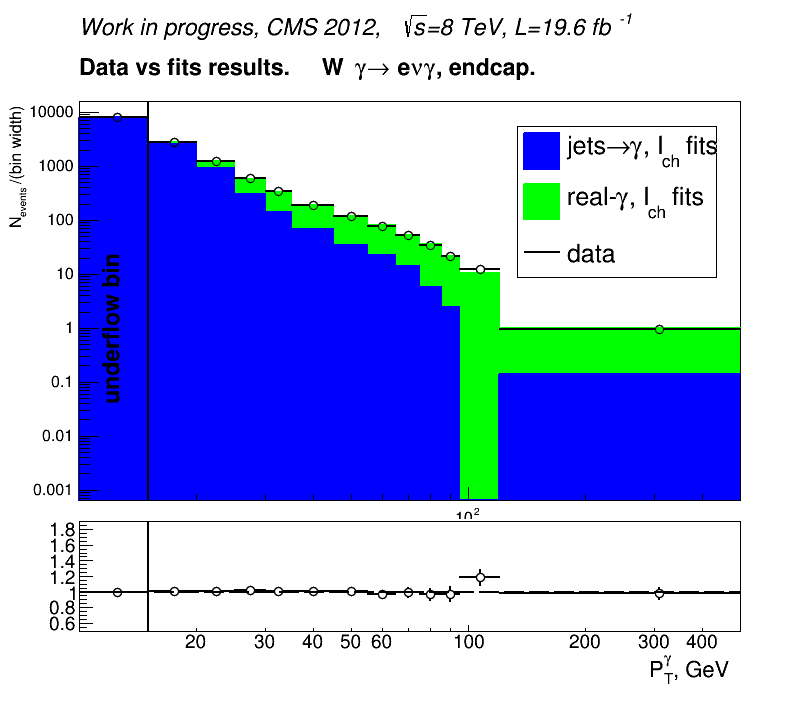 Work in progress, CMS 2012, √s=8 TeV, L=19.6 fb⁻¹
Data vs fits results. W γ→ eνγ, endcap.
N_events /(bin width)
10000
1000
100
10
1
0.1
0.01
0.001
underflow bin
jets→γ, I_ch fits
real-γ, I_ch fits
data
10²
1.8
1.6
1.4
1.2
1
0.8
0.6
20 30 40 50 60 100 200 300 400
P_T^γ, GeV